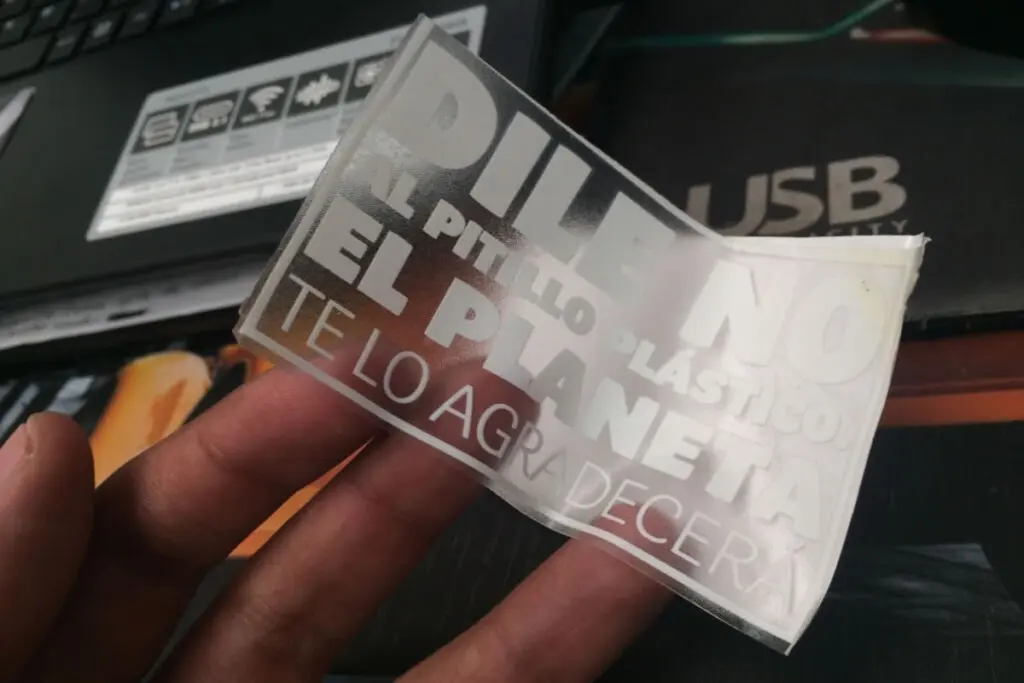 DILE NO
AL PITILLO PLÁSTICO,
EL PLANETA
TE LO AGRADECERÁ
USB